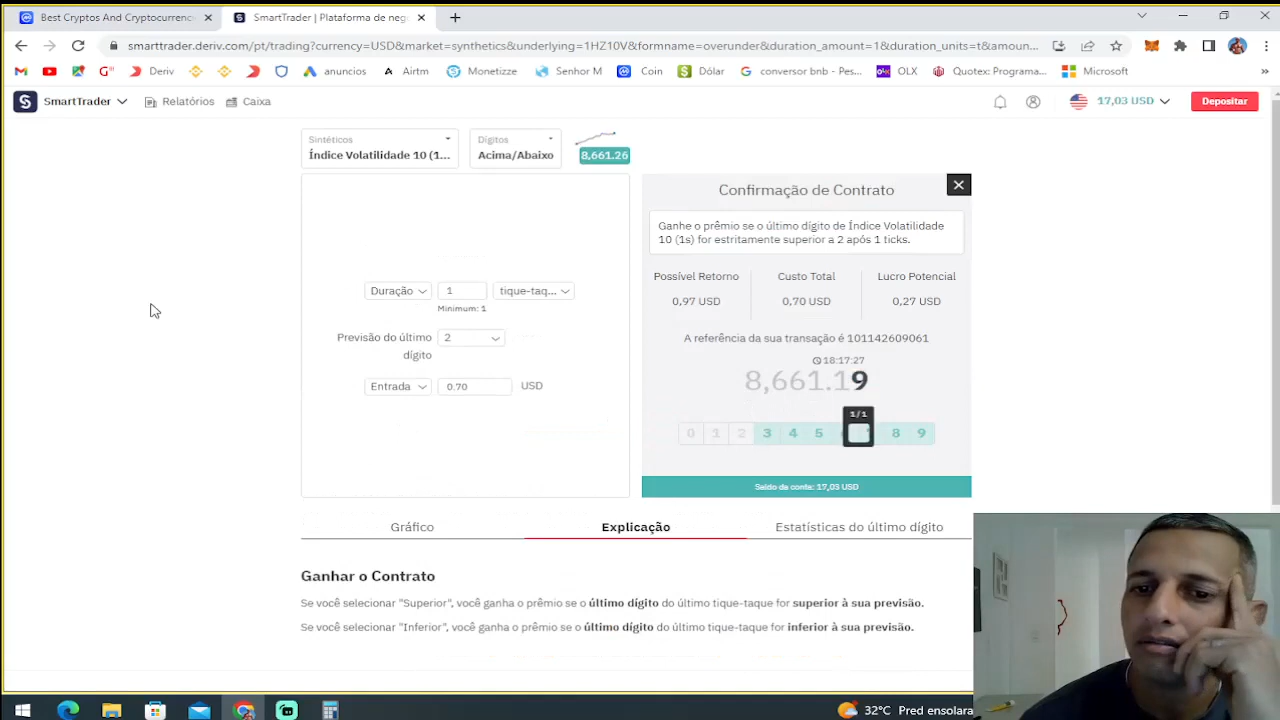 Best Cryptos And Cryptocurrenc
SmartTrader | Plataforma de neg
smarttrader.deriv.com/pt/trading?currency=USD&market=synthetics&underlying=1HZ10V&formname=overunder&duration_amount=1&duration_units=t&amoun...
Deriv
anuncios
Airtm
Monetizze
Senhor M
Coin
Dólar
conversor bnb - Pes...
OLX
Quotex: Programa...
Microsoft
SmartTrader
Relatórios
Caixa
17,03 USD
Depositar
Sintéticos
Índice Volatilidade 10 (1...
Dígitos
Acima/Abaixo
8,661.26
Duração
1
tique-taq...
Minimum: 1
Previsão do último
dígito
2
Entrada
0.70
USD
Confirmação de Contrato
Ganhe o prêmio se o último dígito de Índice Volatilidade
10 (1s) for estritamente superior a 2 após 1 ticks.
Possível Retorno
Custo Total
Lucro Potencial
0,97 USD
0,70 USD
0,27 USD
A referência da sua transação é 101142609061
18:17:27
8,661.19
1/1
0 1 2 3 4 5 8 9
Saldo da conta: 17,03 USD
Gráfico
Explicação
Estatísticas do último dígito
Ganhar o Contrato
Se você selecionar "Superior", você ganha o prêmio se o último dígito do último tique-taque for superior à sua previsão.
Se você selecionar "Inferior", você ganha o prêmio se o último dígito do último tique-taque for inferior à sua previsão.
32°C Pred ensolara